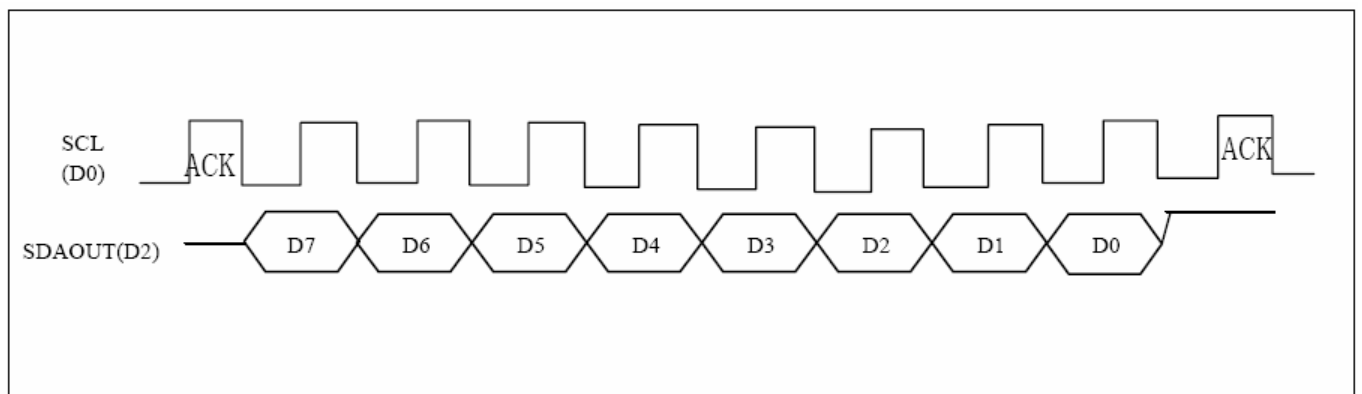 SCL
(D0)
ACK
ACK
SDAOUT(D2)
D7
D6
D5
D4
D3
D2
D1
D0